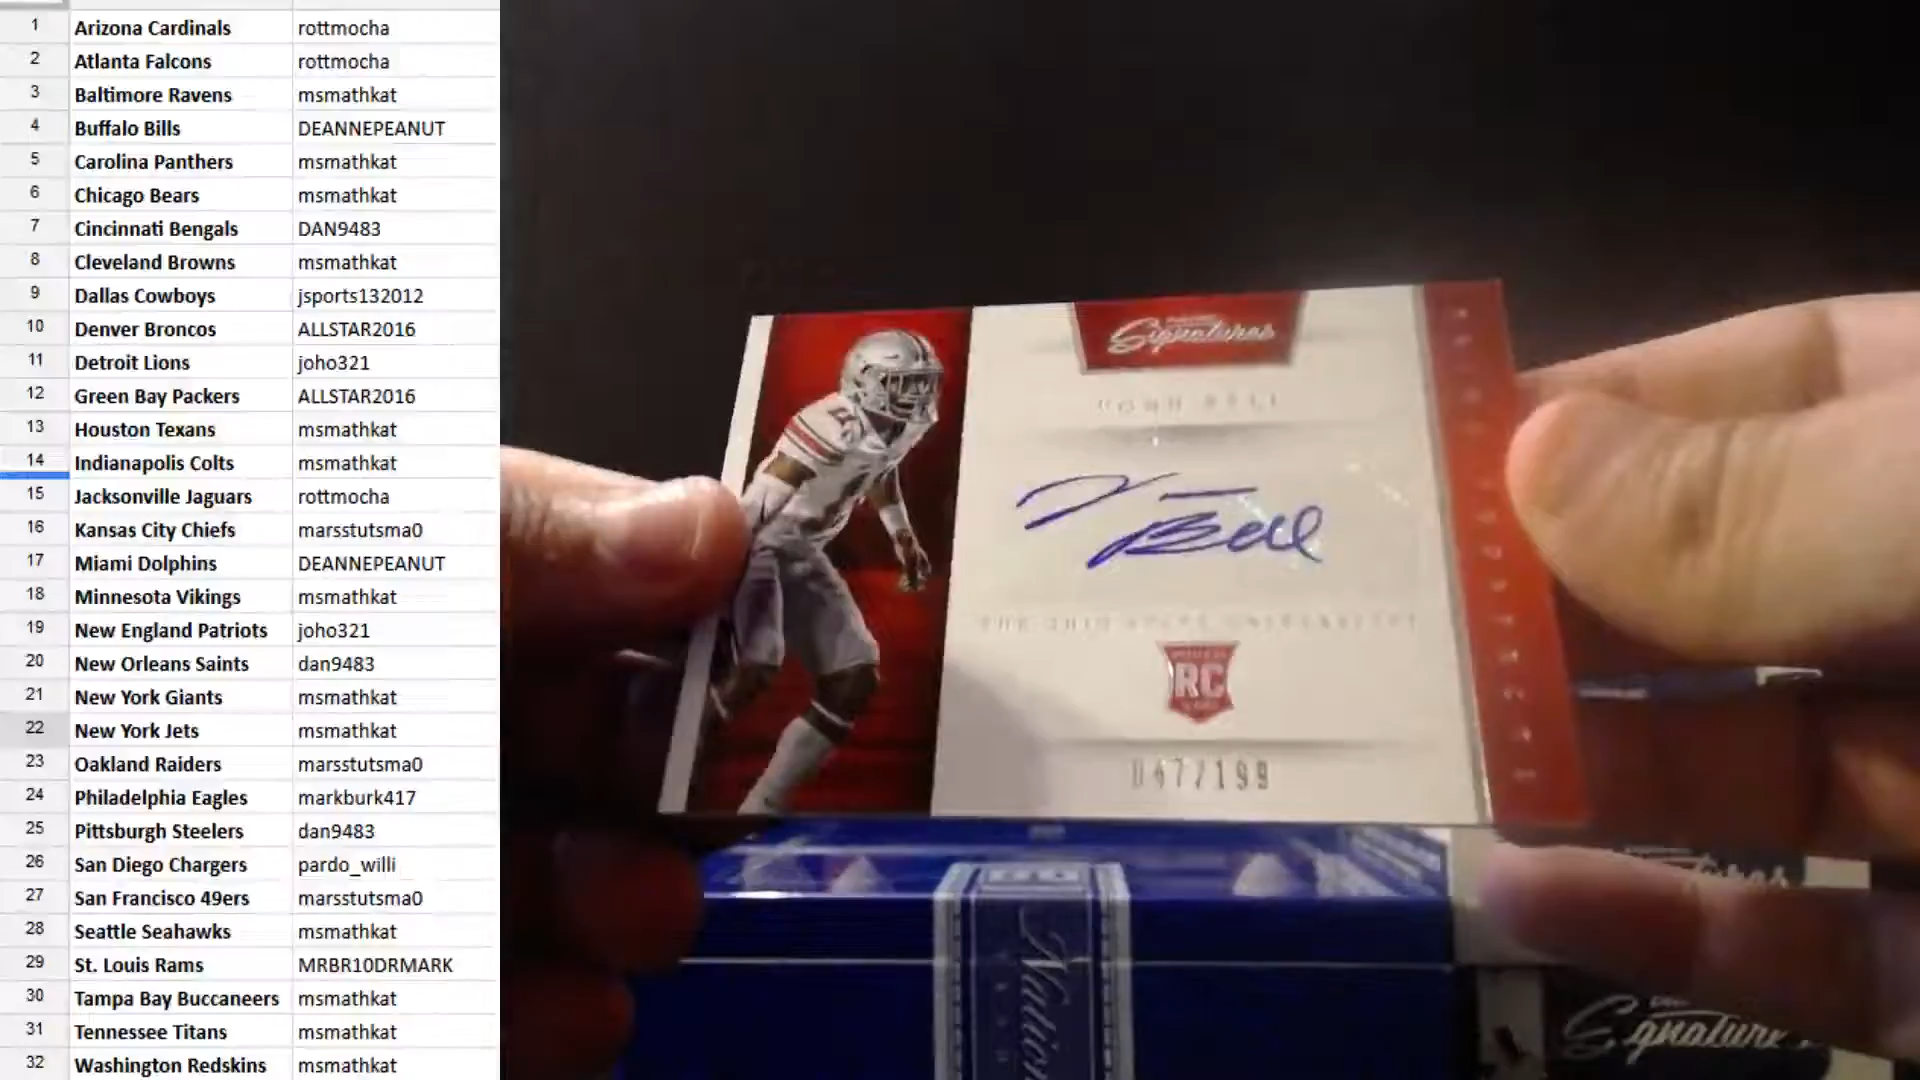 1 Arizona Cardinals rottmocha
2 Atlanta Falcons rottmocha
3 Baltimore Ravens msmathkat
4 Buffalo Bills DEANNEPEANUT
5 Carolina Panthers msmathkat
6 Chicago Bears msmathkat
7 Cincinnati Bengals DAN9483
8 Cleveland Browns msmathkat
9 Dallas Cowboys jsports132012
10 Denver Broncos ALLSTAR2016
11 Detroit Lions joho321
12 Green Bay Packers ALLSTAR2016
13 Houston Texans msmathkat
14 Indianapolis Colts msmathkat
15 Jacksonville Jaguars rottmocha
16 Kansas City Chiefs marsstutsma0
17 Miami Dolphins DEANNEPEANUT
18 Minnesota Vikings msmathkat
19 New England Patriots joho321
20 New Orleans Saints dan9483
21 New York Giants msmathkat
22 New York Jets msmathkat
23 Oakland Raiders marsstutsma0
24 Philadelphia Eagles markburk417
25 Pittsburgh Steelers dan9483
26 San Diego Chargers pardo_willi
27 San Francisco 49ers marsstutsma0
28 Seattle Seahawks msmathkat
29 St. Louis Rams MRBR10DRMARK
30 Tampa Bay Buccaneers msmathkat
31 Tennessee Titans msmathkat
32 Washington Redskins msmathkat
Signatures
BELL
Bell
THE OHIO STATE UNIVERSITY
RC
047/199